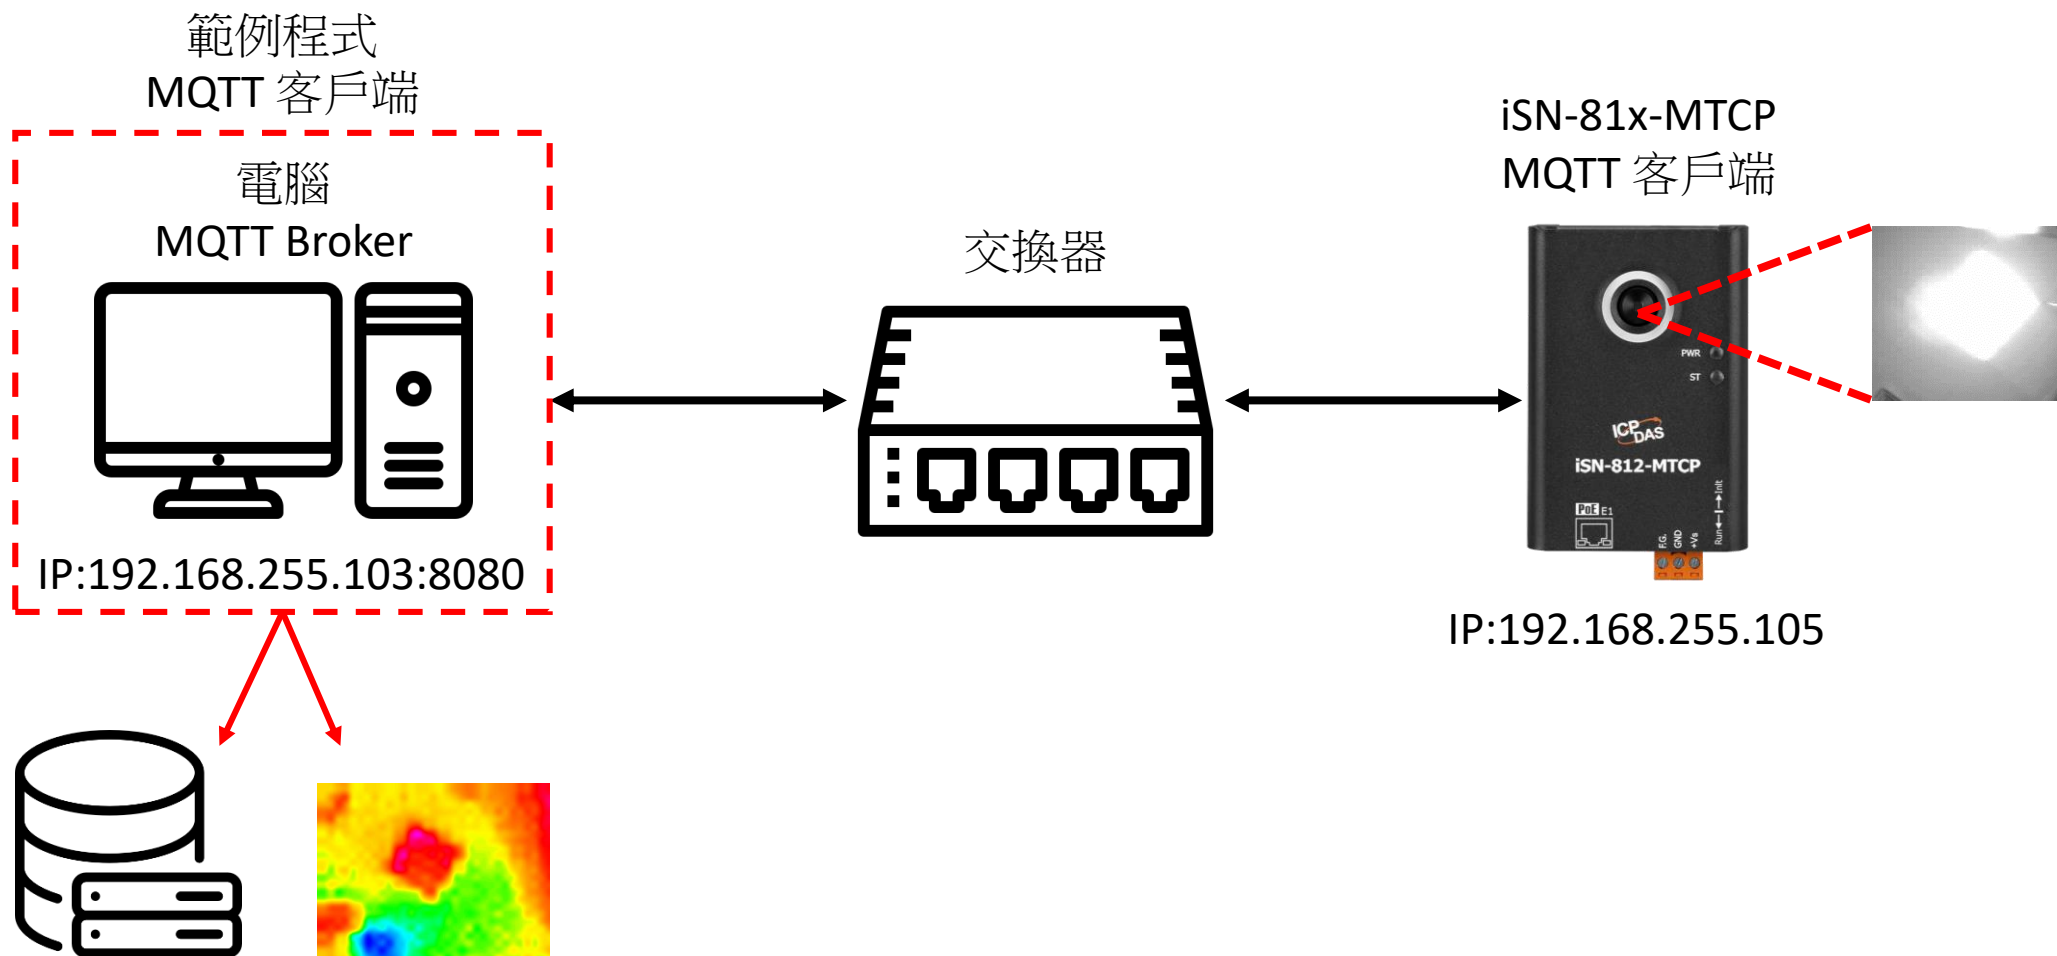 範例程式
MQTT 客戶端
電腦
MQTT Broker
IP:192.168.255.103:8080
交換器
iSN-81x-MTCP
MQTT 客戶端
PWR
ST
ICP DAS
iSN-812-MTCP
PoE E1
F.G.
GND
+Vs
Run Init
IP:192.168.255.105